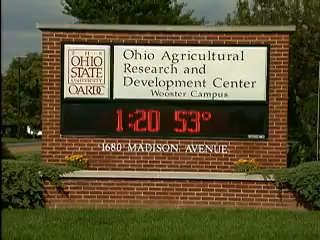 THE
OHIO
STATE
UNIVERSITY
OARDC
Ohio Agricultural
Research and
Development Center
Wooster Campus
1:20 53°
1680 MADISON AVENUE